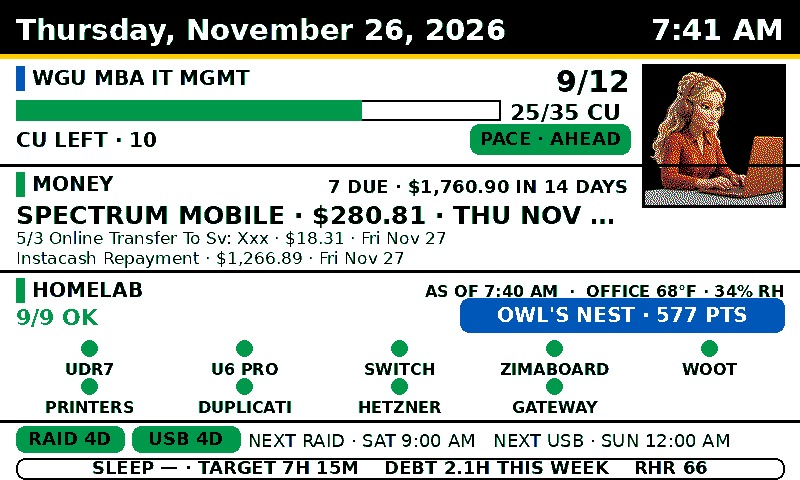 Thursday, November 26, 2026 7:41 AM
WGU MBA IT MGMT 9/12
25/35 CU
CU LEFT · 10 PACE · AHEAD
MONEY 7 DUE · $1,760.90 IN 14 DAYS
SPECTRUM MOBILE · $280.81 · THU NOV ...
5/3 Online Transfer To Sv: Xxx · $18.31 · Fri Nov 27
Instacash Repayment · $1,266.89 · Fri Nov 27
HOMELAB AS OF 7:40 AM · OFFICE 68°F · 34% RH
9/9 OK OWL'S NEST · 577 PTS
UDR7 U6 PRO SWITCH ZIMABOARD WOOT
PRINTERS DUPLICATI HETZNER GATEWAY
RAID 4D USB 4D NEXT RAID · SAT 9:00 AM NEXT USB · SUN 12:00 AM
SLEEP — · TARGET 7H 15M DEBT 2.1H THIS WEEK RHR 66